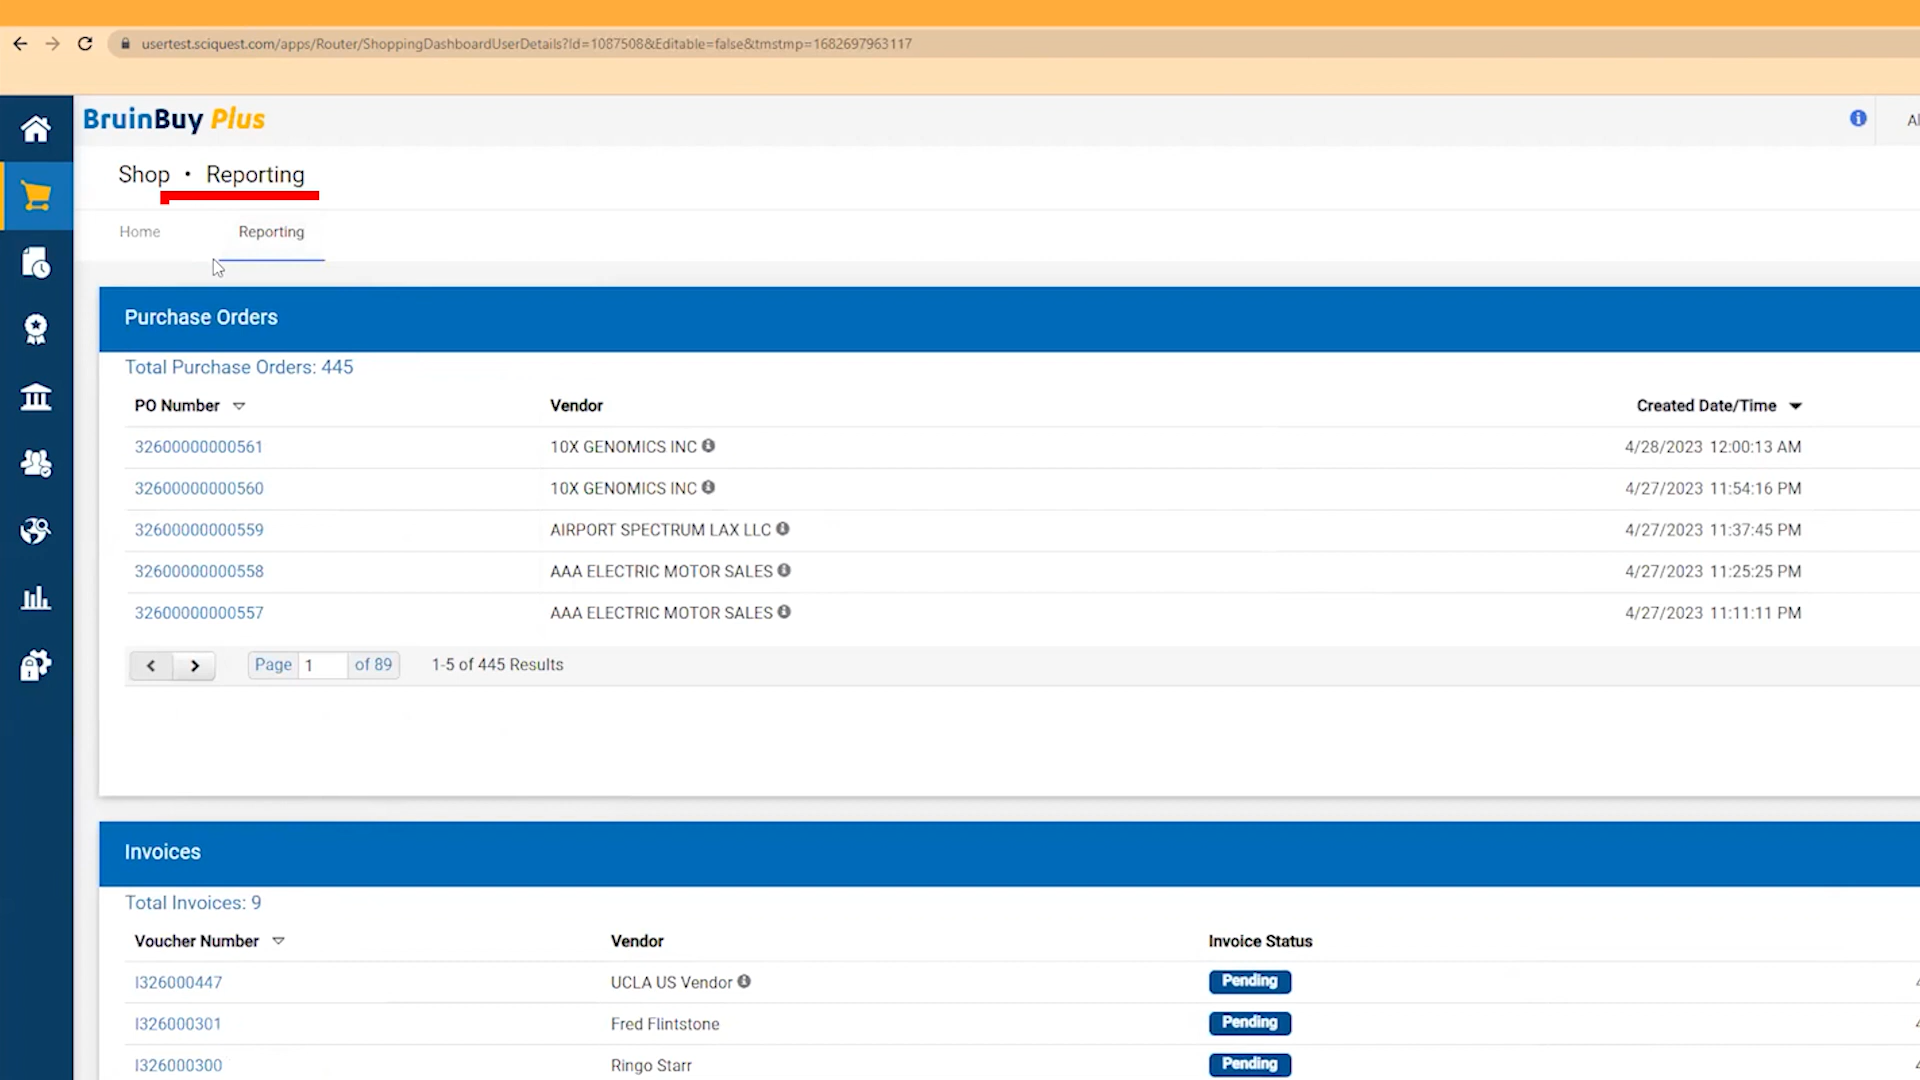 usertest.sciquest.com/apps/Router/ShoppingDashboardUserDetails?Id=1087508&Editable=false&tmstmp=1682697963117
BruinBuy Plus
Shop • Reporting
Home Reporting
Purchase Orders
Total Purchase Orders: 445
PO Number Vendor Created Date/Time
32600000000561 10X GENOMICS INC 4/28/2023 12:00:13 AM
32600000000560 10X GENOMICS INC 4/27/2023 11:54:16 PM
32600000000559 AIRPORT SPECTRUM LAX LLC 4/27/2023 11:37:45 PM
32600000000558 AAA ELECTRIC MOTOR SALES 4/27/2023 11:25:25 PM
32600000000557 AAA ELECTRIC MOTOR SALES 4/27/2023 11:11:11 PM
Page 1 of 89 1-5 of 445 Results
Invoices
Total Invoices: 9
Voucher Number Vendor Invoice Status
I326000447 UCLA US Vendor Pending
I326000301 Fred Flintstone Pending
I326000300 Ringo Starr Pending